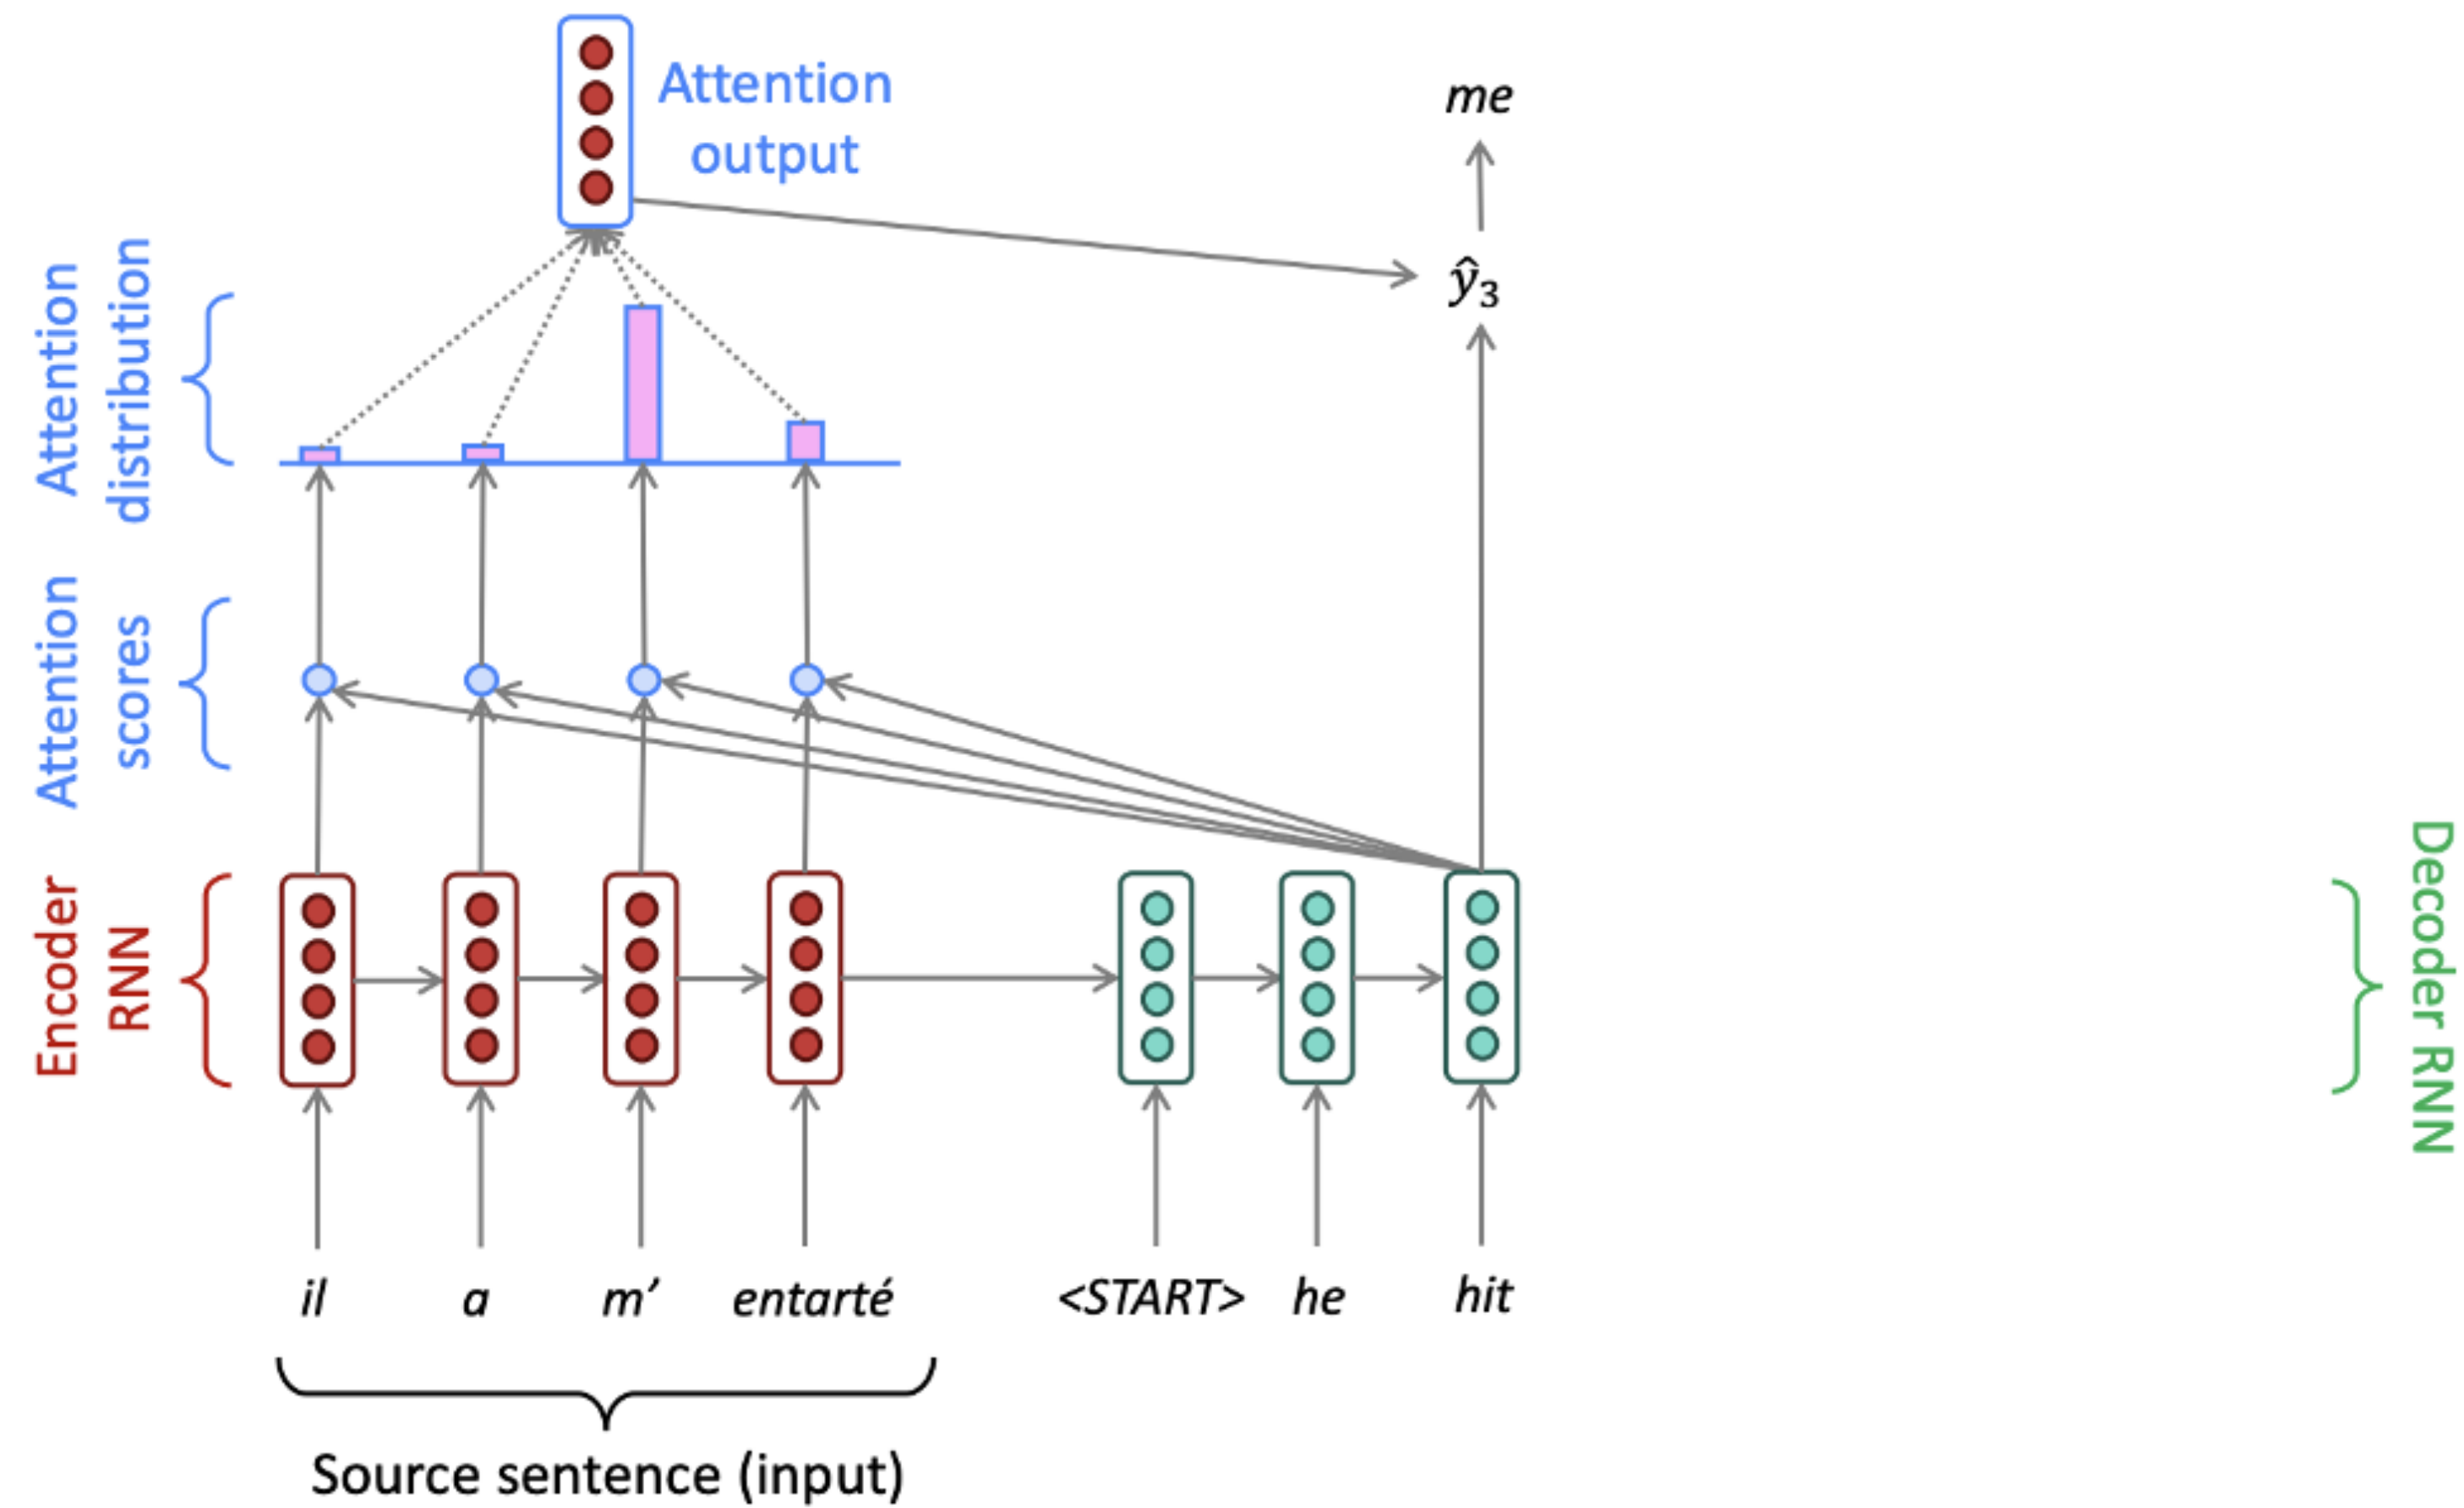 Attention
output
me
Attention
distribution
ŷ₃
Attention
scores
Encoder
RNN
Decoder RNN
il a m’ entarté <START> he hit
Source sentence (input)